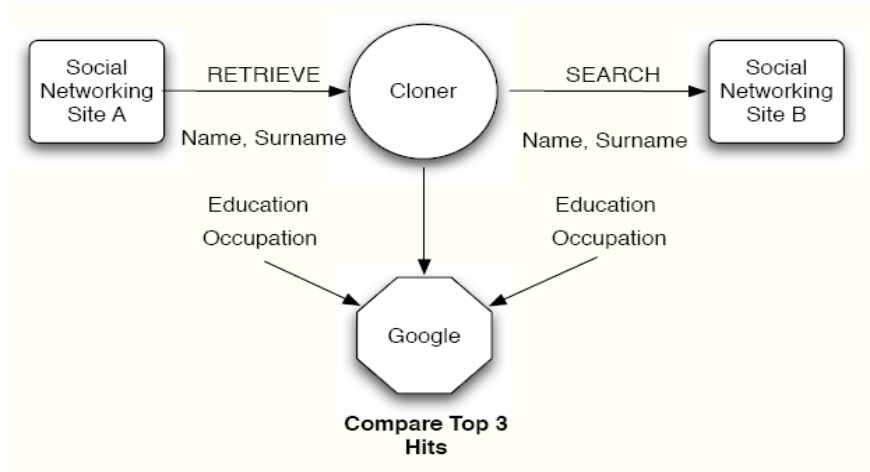 Social
Networking
Site A
RETRIEVE
Name, Surname
Cloner
SEARCH
Name, Surname
Social
Networking
Site B
Education
Occupation
Education
Occupation
Google
Compare Top 3
Hits